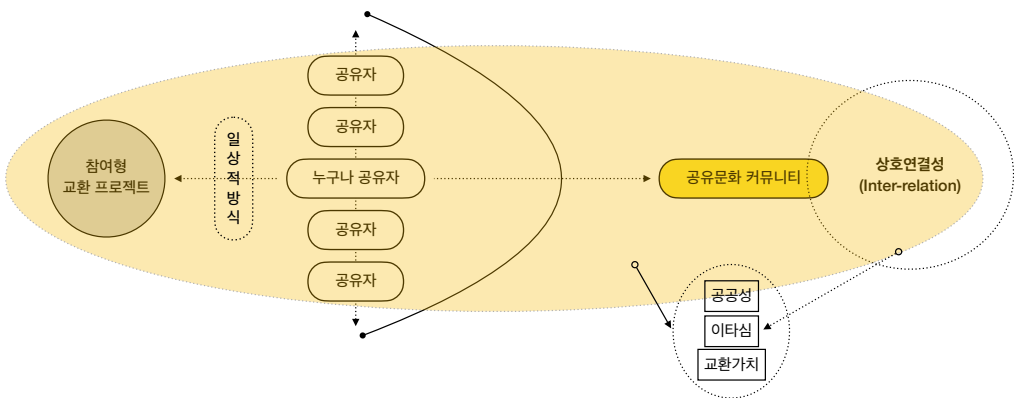 참여형
교환 프로젝트
일
상
적
방
식
공유자
공유자
누구나 공유자
공유자
공유자
공유문화 커뮤니티
상호연결성
(Inter-relation)
공공성
이타심
교환가치